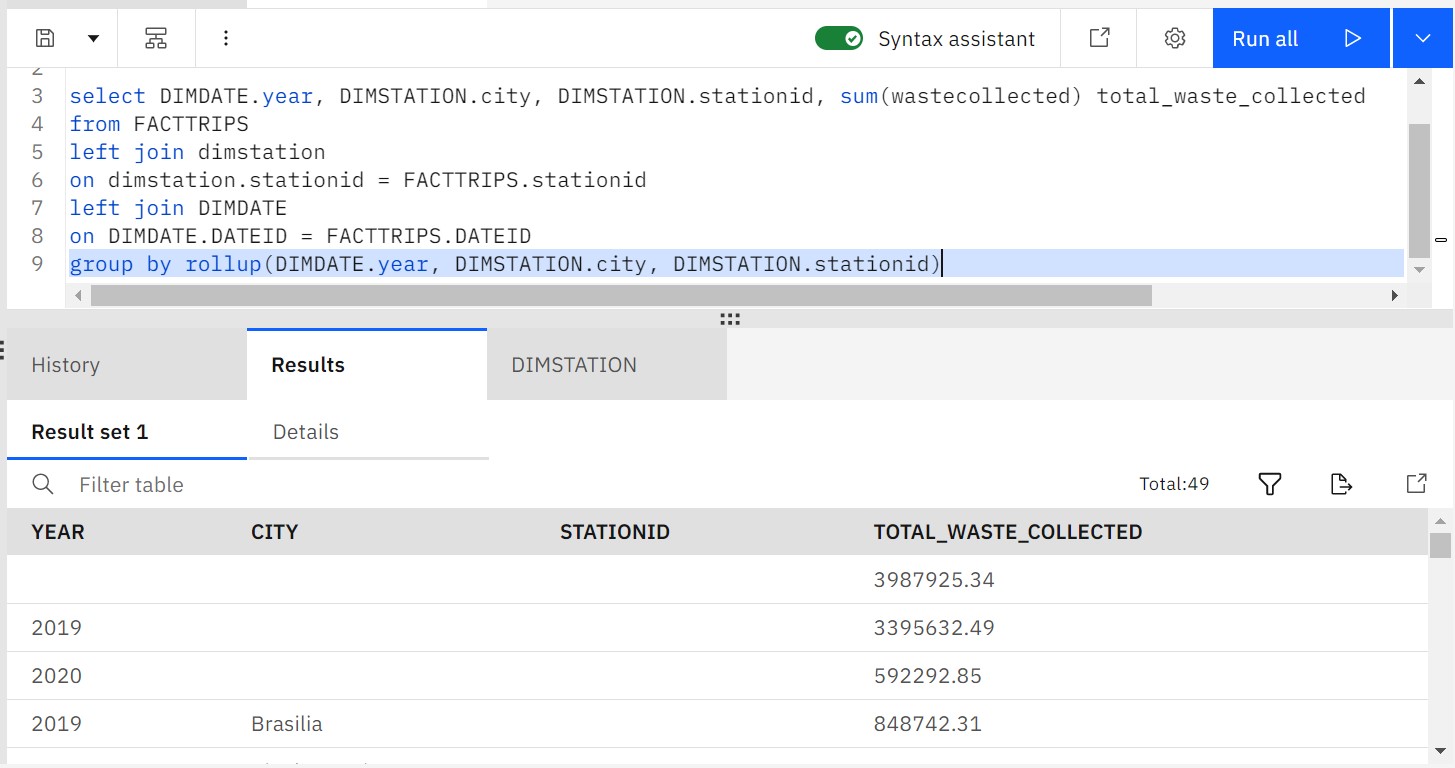 Syntax assistant
Run all
2
3 select DIMDATE.year, DIMSTATION.city, DIMSTATION.stationid, sum(wastecollected) total_waste_collected
4 from FACTTRIPS
5 left join dimstation
6 on dimstation.stationid = FACTTRIPS.stationid
7 left join DIMDATE
8 on DIMDATE.DATEID = FACTTRIPS.DATEID
9 group by rollup(DIMDATE.year, DIMSTATION.city, DIMSTATION.stationid)
History Results DIMSTATION
Result set 1 Details
Filter table Total:49
YEAR CITY STATIONID TOTAL_WASTE_COLLECTED
3987925.34
2019 3395632.49
2020 592292.85
2019 Brasilia 848742.31